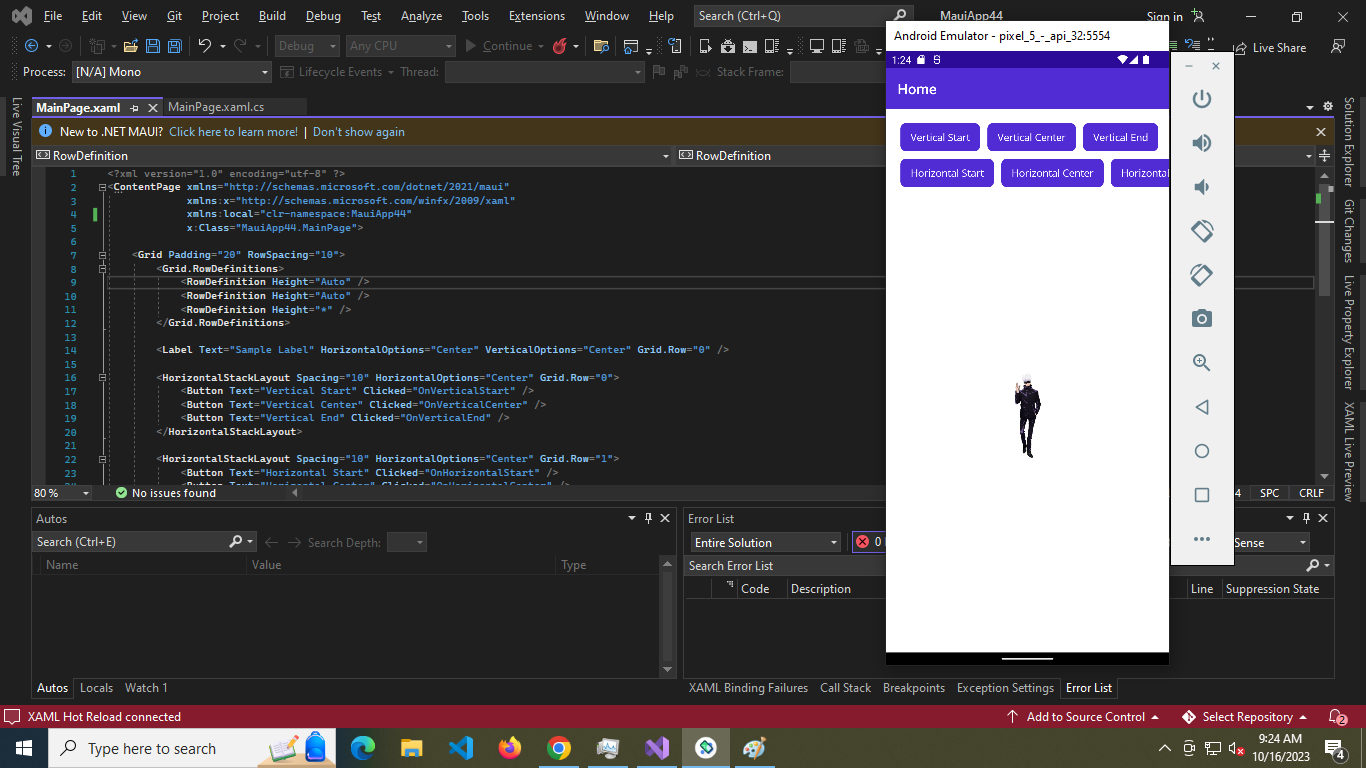 File Edit View Git Project Build Debug Test Analyze Tools Extensions Window Help Search (Ctrl+Q) MauiApp44 Sign in
Debug Any CPU Continue Live Share
Process: [N/A] Mono Lifecycle Events Thread: Stack Frame:
MainPage.xaml MainPage.xaml.cs
New to .NET MAUI? Click here to learn more! | Don't show again
RowDefinition RowDefinition
1 <?xml version="1.0" encoding="utf-8" ?>
2 <ContentPage xmlns="http://schemas.microsoft.com/dotnet/2021/maui"
3 xmlns:x="http://schemas.microsoft.com/winfx/2009/xaml"
4 xmlns:local="clr-namespace:MauiApp44"
5 x:Class="MauiApp44.MainPage">
6
7 <Grid Padding="20" RowSpacing="10">
8 <Grid.RowDefinitions>
9 <RowDefinition Height="Auto" />
10 <RowDefinition Height="Auto" />
11 <RowDefinition Height="*" />
12 </Grid.RowDefinitions>
13
14 <Label Text="Sample Label" HorizontalOptions="Center" VerticalOptions="Center" Grid.Row="0" />
15
16 <HorizontalStackLayout Spacing="10" HorizontalOptions="Center" Grid.Row="0">
17 <Button Text="Vertical Start" Clicked="OnVerticalStart" />
18 <Button Text="Vertical Center" Clicked="OnVerticalCenter" />
19 <Button Text="Vertical End" Clicked="OnVerticalEnd" />
20 </HorizontalStackLayout>
21
22 <HorizontalStackLayout Spacing="10" HorizontalOptions="Center" Grid.Row="1">
23 <Button Text="Horizontal Start" Clicked="OnHorizontalStart" />
80 % No issues found 4 SPC CRLF
Live Visual Tree
Android Emulator - pixel_5_-_api_32:5554
1:24
Home
Vertical Start Vertical Center Vertical End
Horizontal Start Horizontal Center Horizontal
Solution Explorer
Git Changes
Live Property Explorer
XAML Live Preview
Autos
Search (Ctrl+E) Search Depth:
Name Value Type
Autos Locals Watch 1
Error List
Entire Solution 0 Sense
Search Error List
Code Description Line Suppression State
XAML Binding Failures Call Stack Breakpoints Exception Settings Error List
XAML Hot Reload connected Add to Source Control Select Repository 2
Type here to search
9:24 AM
10/16/2023
4